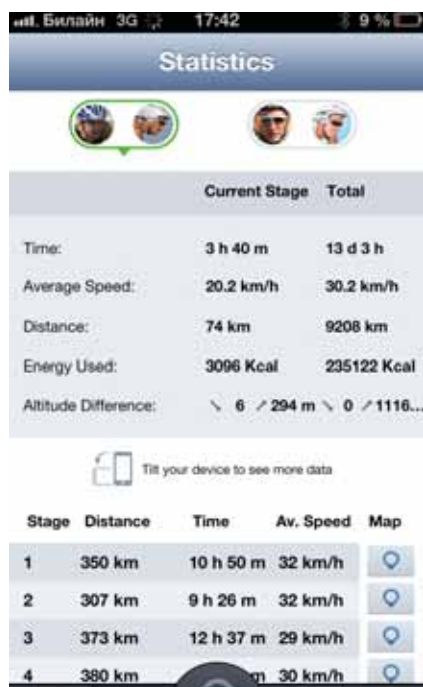 Билайн 3G 17:42 9 %
Statistics
Current Stage Total
Time: 3 h 40 m 13 d 3 h
Average Speed: 20.2 km/h 30.2 km/h
Distance: 74 km 9208 km
Energy Used: 3096 Kcal 235122 Kcal
Altitude Difference: ↘ 6 ↗ 294 m ↘ 0 ↗ 1116...
Tilt your device to see more data
Stage Distance Time Av. Speed Map
1 350 km 10 h 50 m 32 km/h
2 307 km 9 h 26 m 32 km/h
3 373 km 12 h 37 m 29 km/h
4 380 km m 30 km/h